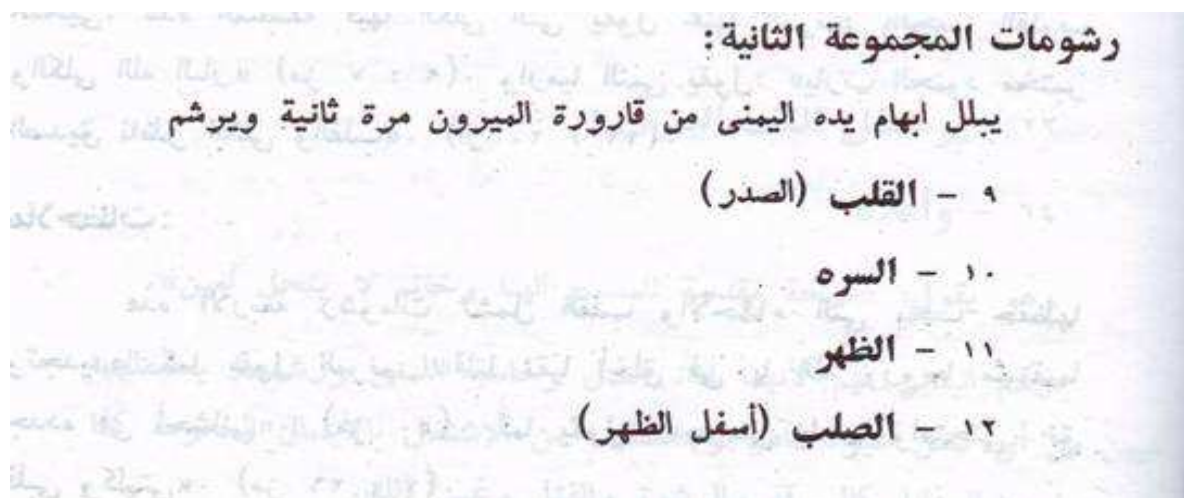 رشومات المجموعة الثانية:
يبلل ابهام يده اليمنى من قارورة الميرون مرة ثانية ويرشم
٩ - القلب (الصدر)
١٠ - السره
١١ - الظهر
١٢ - الصلب (أسفل الظهر)